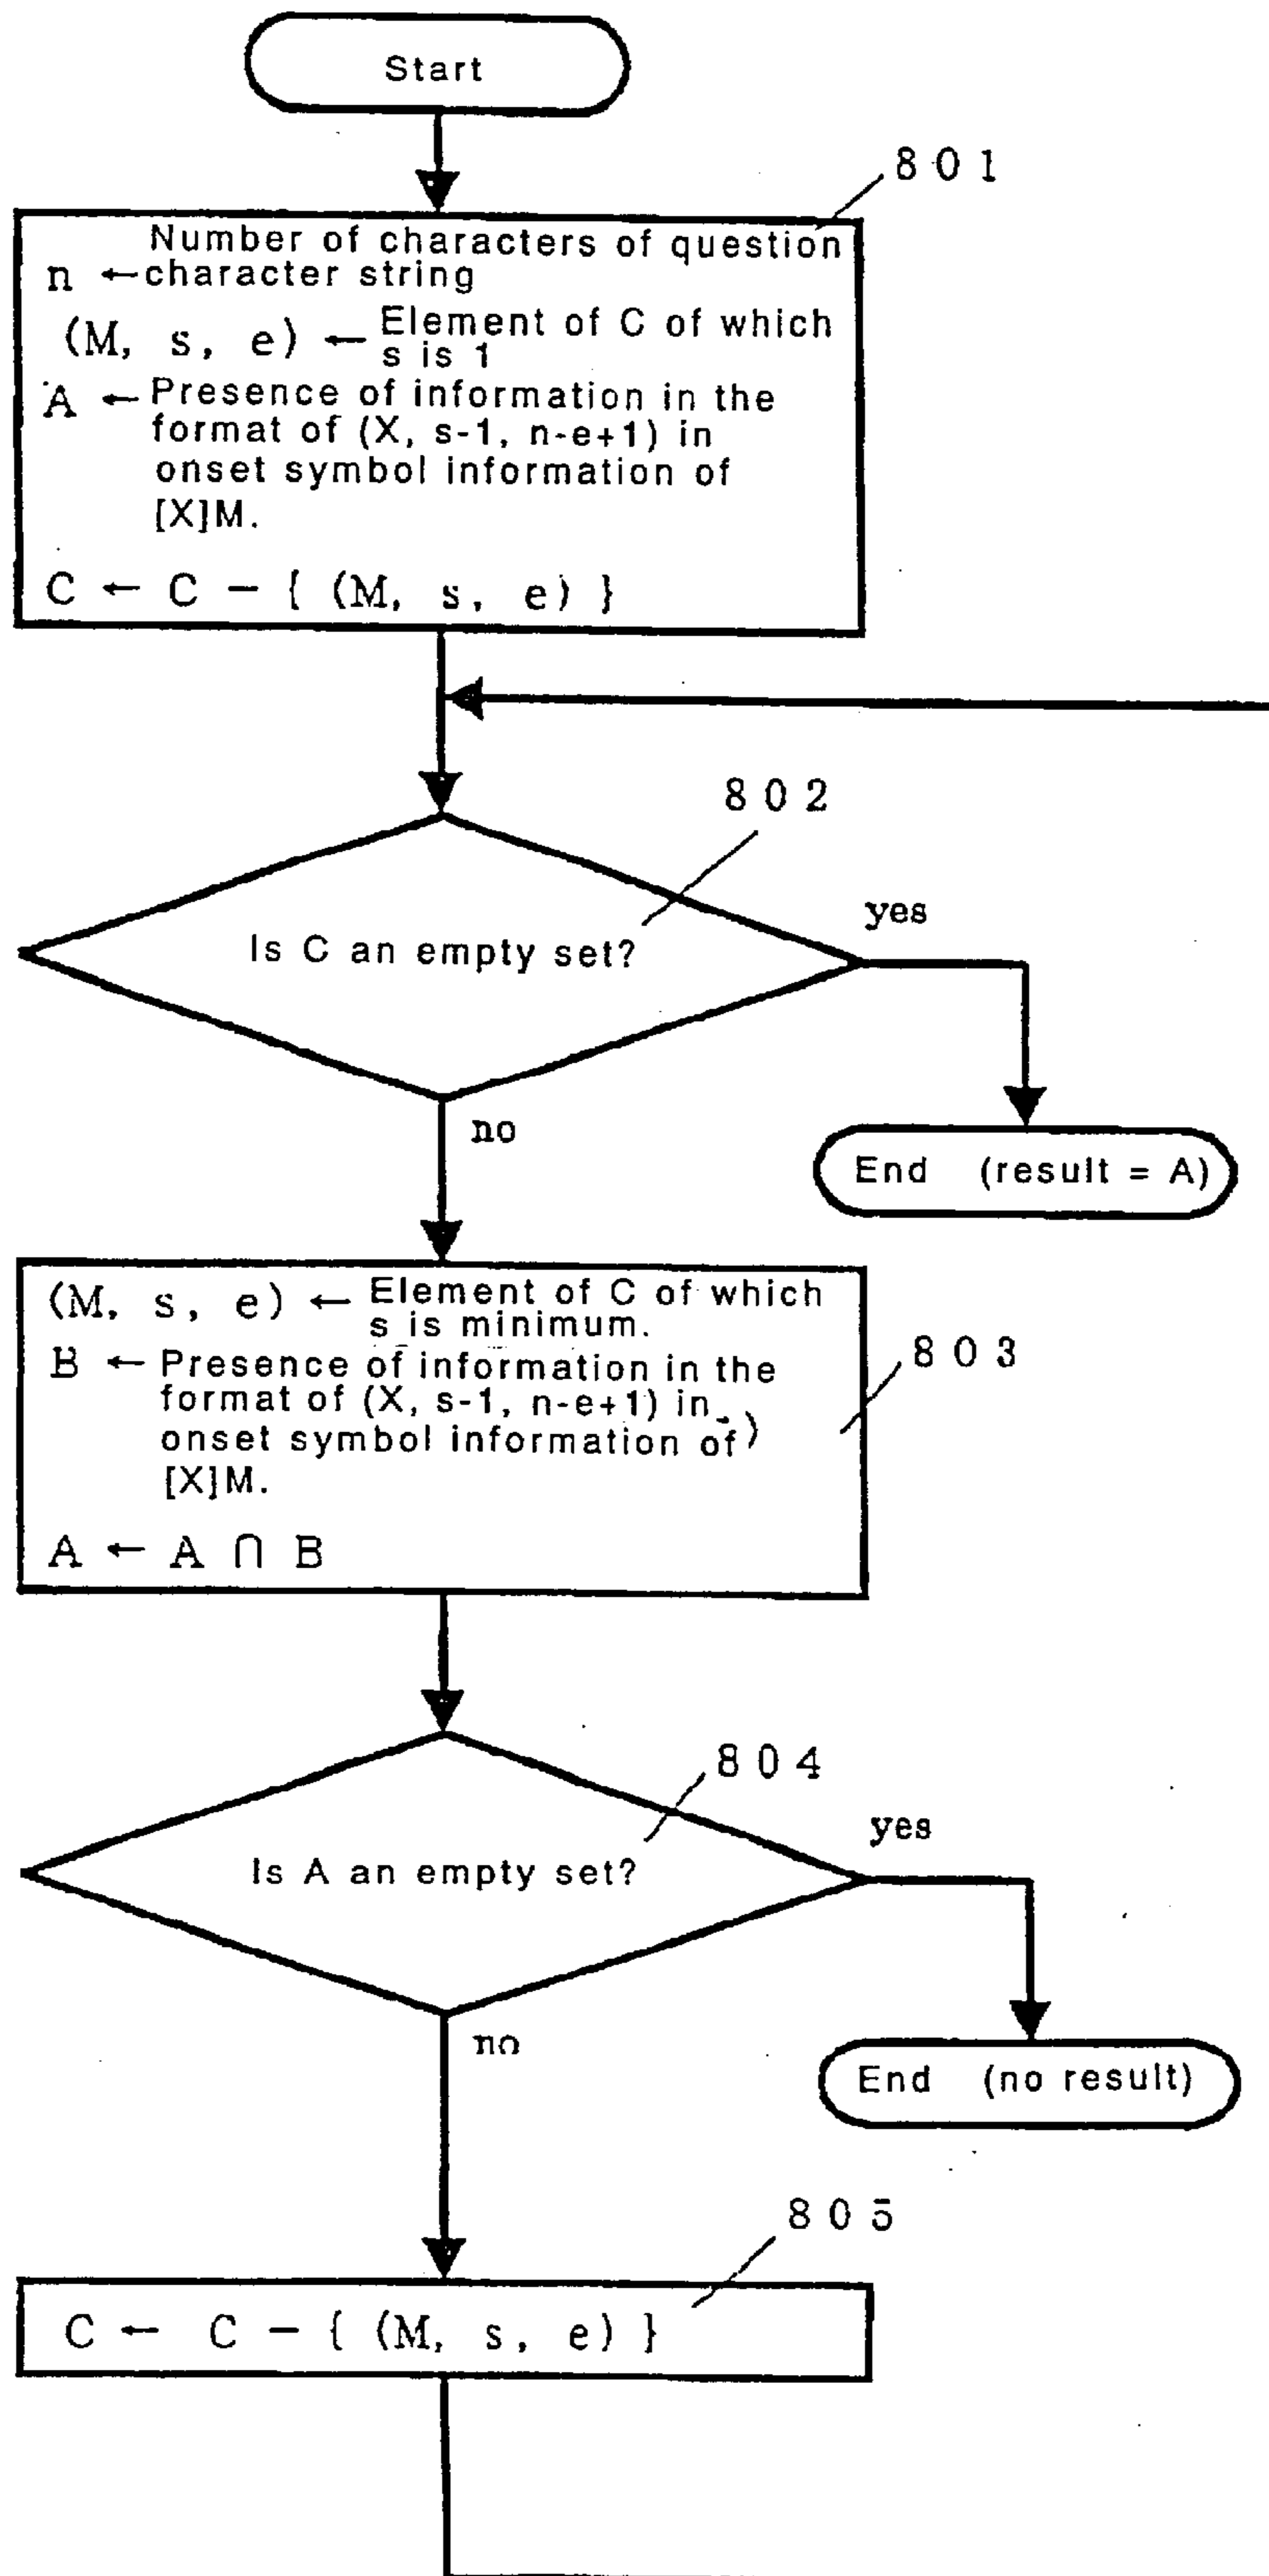 Start
801
Number of characters of question
n ← character string
(M, s, e) ← Element of C of which
s is 1
A ← Presence of information in the
format of (X, s-1, n-e+1) in
onset symbol information of
[X]M.
C ← C - { (M, s, e) }
802
Is C an empty set?
yes
no
End (result = A)
(M, s, e) ← Element of C of which
s is minimum.
803
B ← Presence of information in the
format of (X, s-1, n-e+1) in
onset symbol information of
[X]M.
A ← A ∩ B
804
Is A an empty set?
yes
no
End (no result)
805
C ← C - { (M, s, e) }